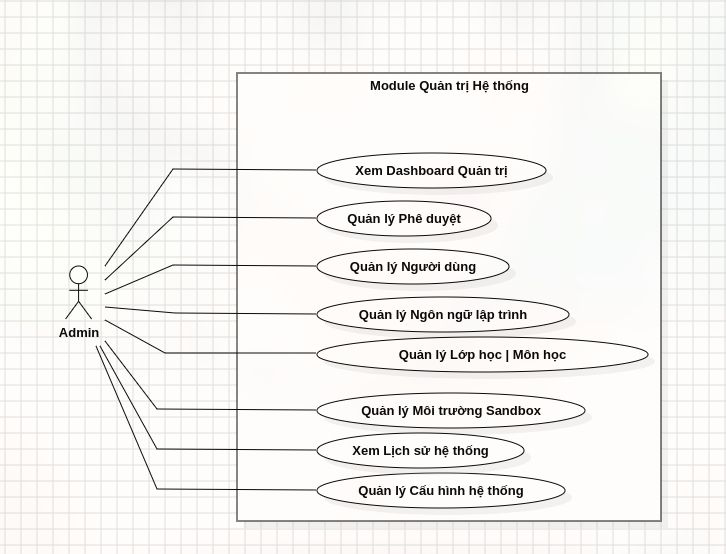 Module Quản trị Hệ thống
Xem Dashboard Quản trị
Quản lý Phê duyệt
Quản lý Người dùng
Quản lý Ngôn ngữ lập trình
Admin
Quản lý Lớp học | Môn học
Quản lý Môi trường Sandbox
Xem Lịch sử hệ thống
Quản lý Cấu hình hệ thống